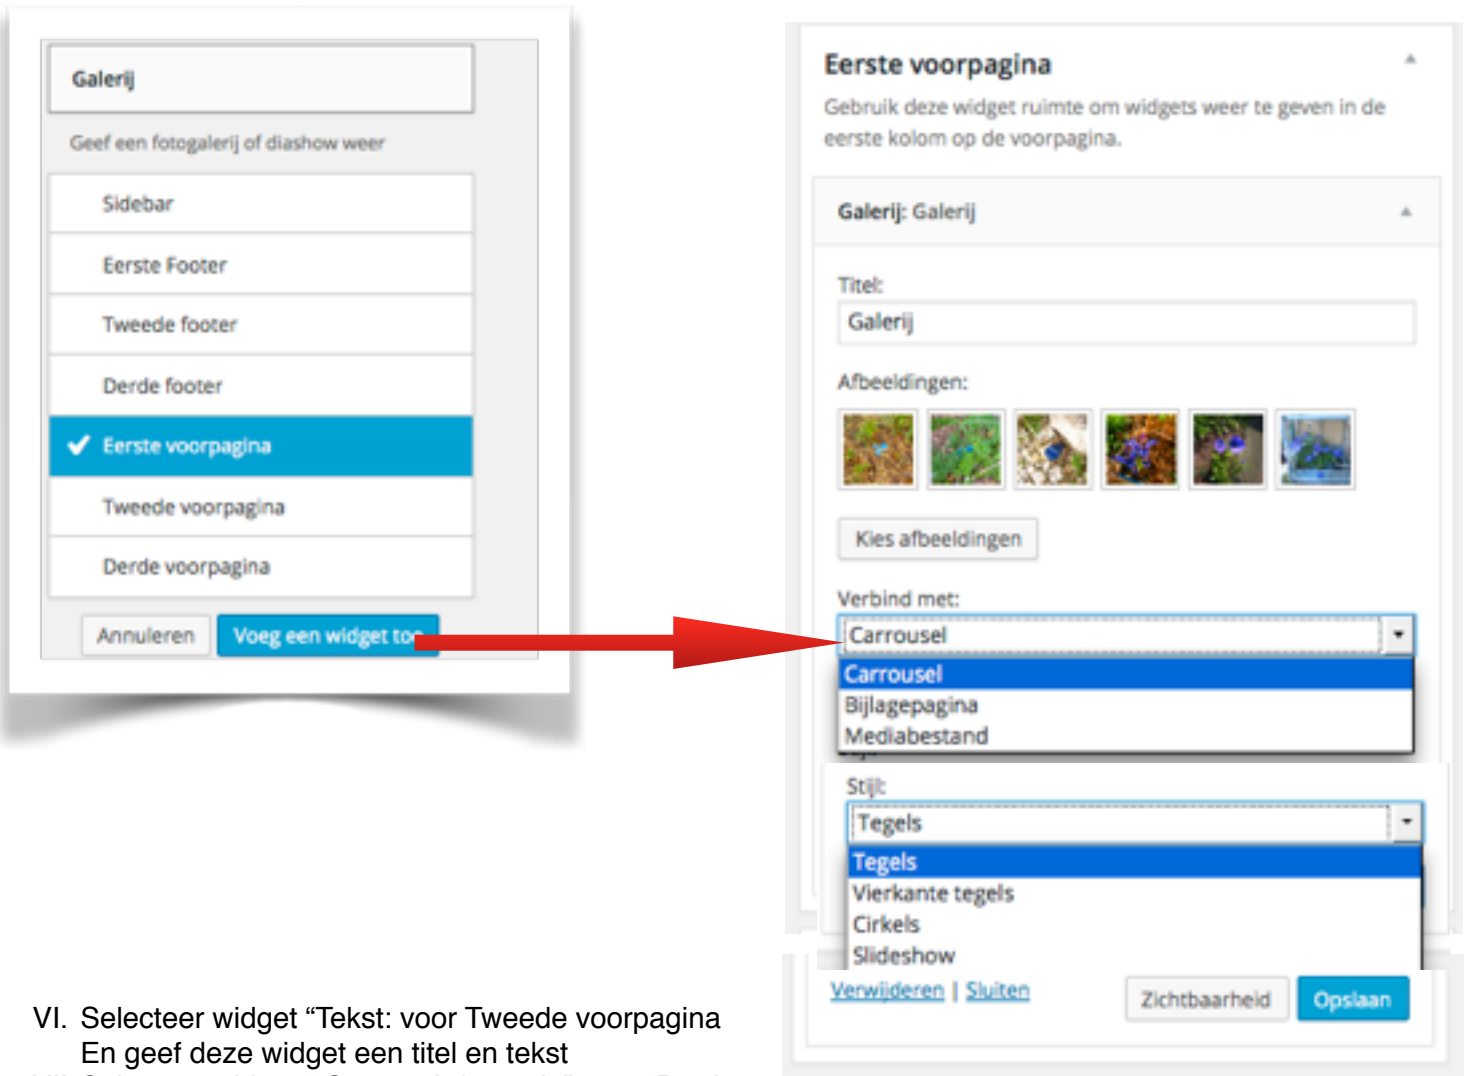 Galerij
Geef een fotogalerij of diashow weer
Sidebar
Eerste Footer
Tweede footer
Derde footer
Eerste voorpagina
Tweede voorpagina
Derde voorpagina
Annuleren
Voeg een widget toe
Eerste voorpagina
Gebruik deze widget ruimte om widgets weer te geven in de
eerste kolom op de voorpagina.
Galerij: Galerij
Titel:
Galerij
Afbeeldingen:
Kies afbeeldingen
Verbind met:
Carrousel
Carrousel
Bijlagepagina
Mediabestand
Stijl:
Tegels
Tegels
Vierkante tegels
Cirkels
Slideshow
Verwijderen | Sluiten
Zichtbaarheid
Opslaan
VI. Selecteer widget “Tekst: voor Tweede voorpagina
En geef deze widget een titel en tekst